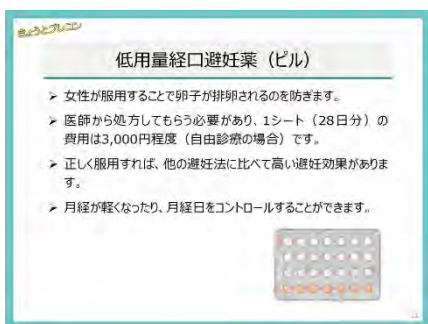 きょうとプレコン
低用量経口避妊薬（ピル）
➢ 女性が服用することで卵子が排卵されるのを防ぎます。
➢ 医師から処方してもらう必要があり、1シート（28日分）の
費用は3,000円程度（自由診療の場合）です。
➢ 正しく服用すれば、他の避妊法に比べて高い避妊効果がありま
す。
➢ 月経が軽くなったり、月経日をコントロールすることができます。